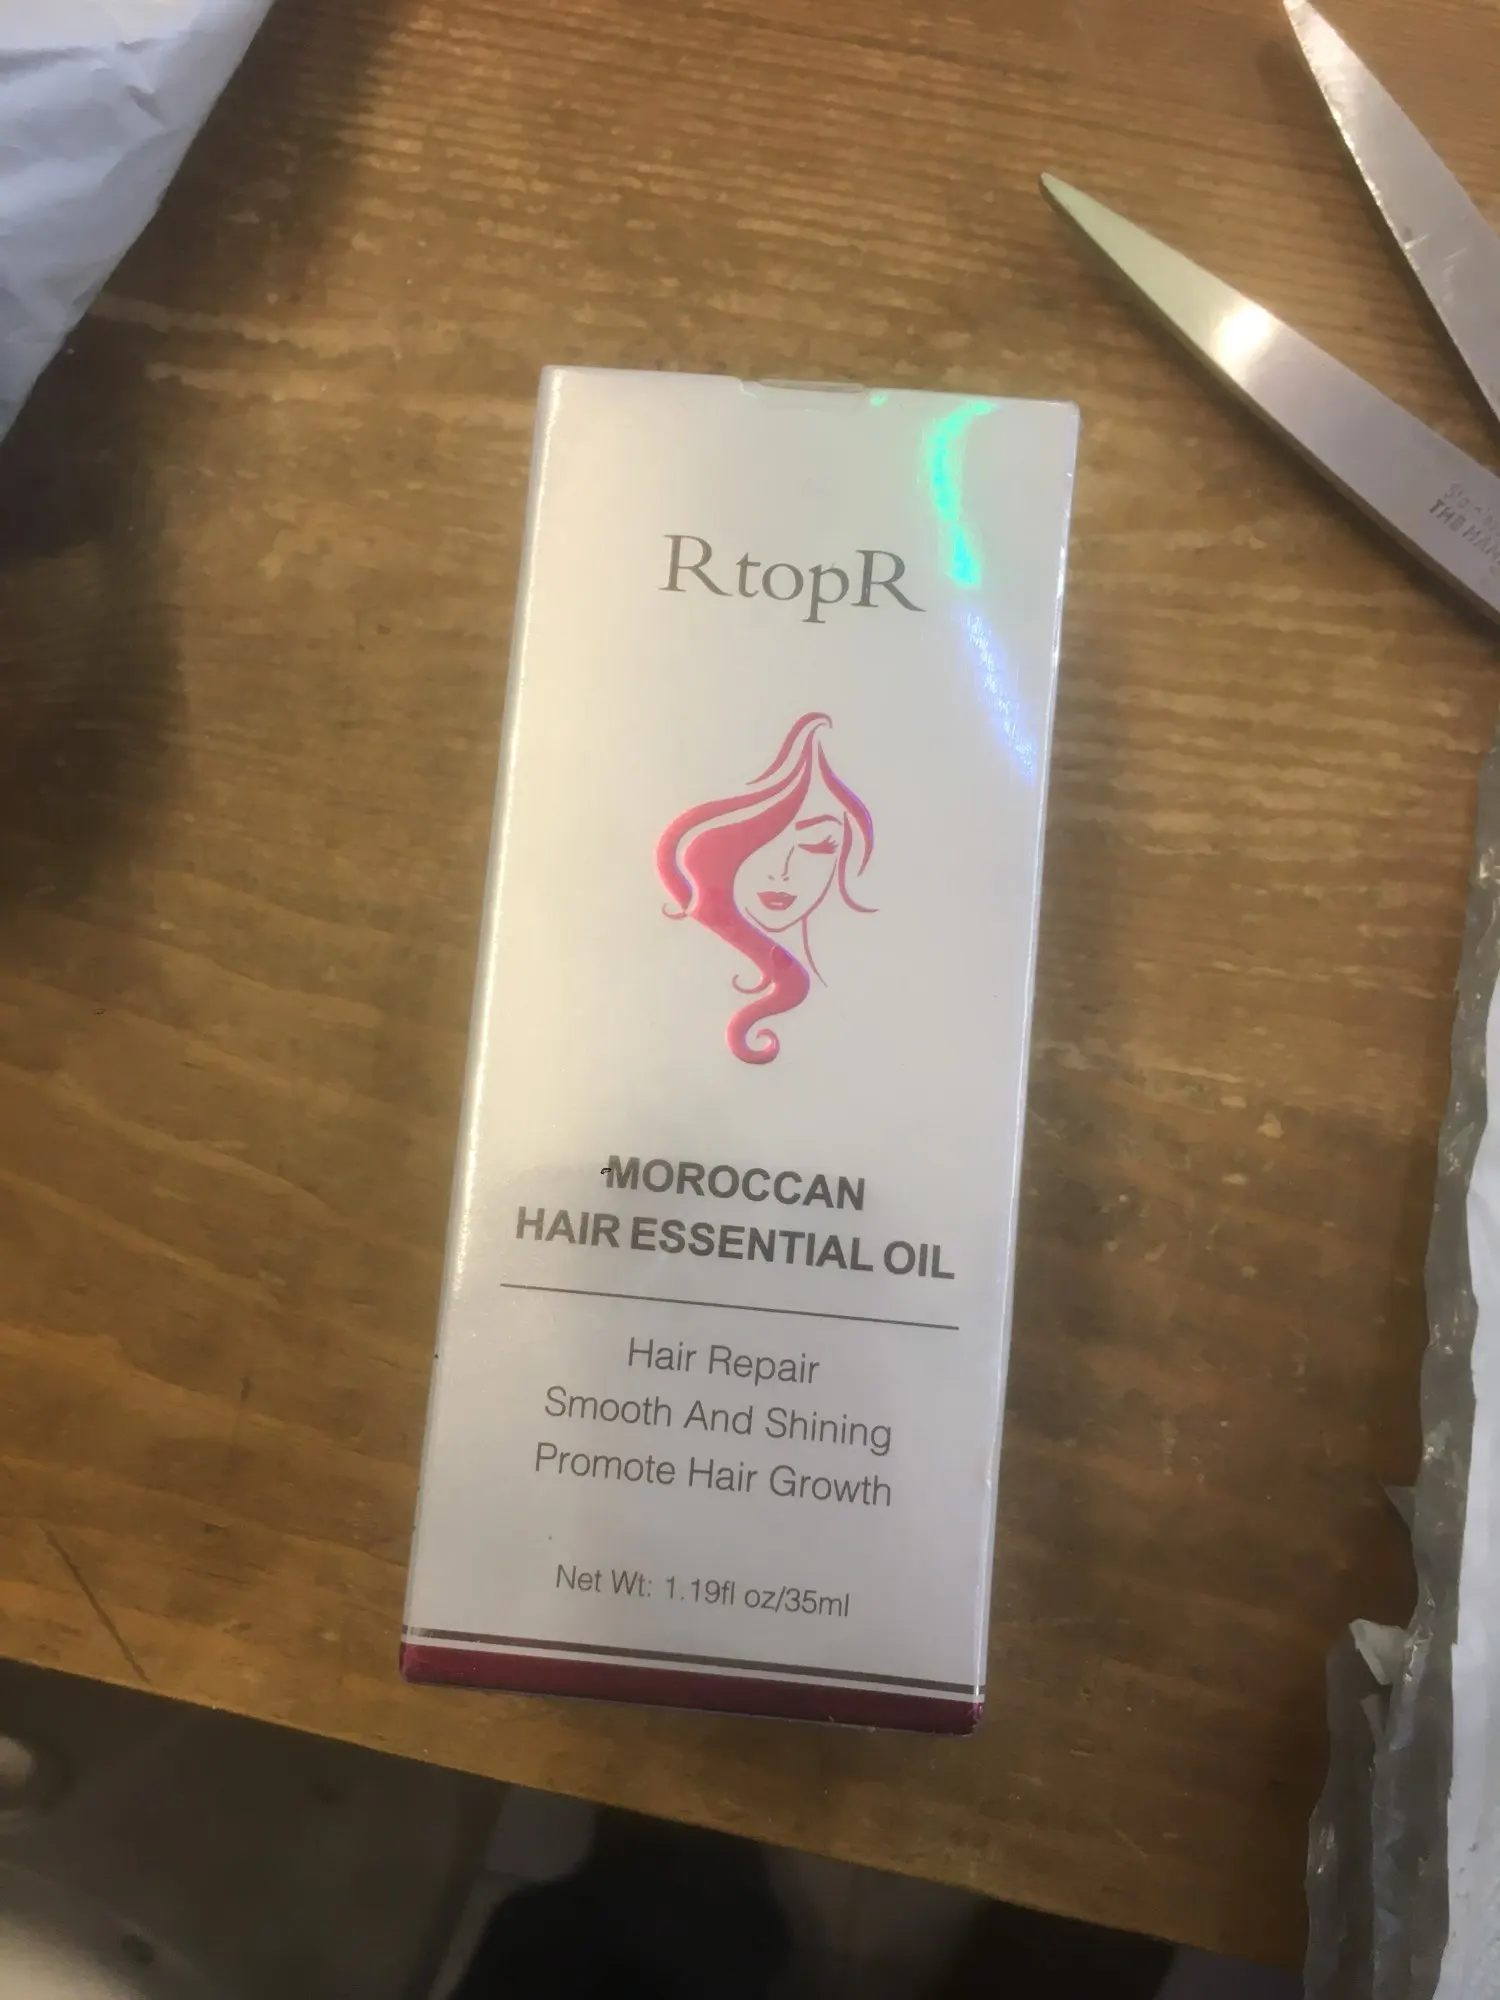 RtopR
MOROCCAN
HAIR ESSENTIAL OIL
Hair Repair
Smooth And Shining
Promote Hair Growth
Net Wt: 1.19fl oz/35ml
THE